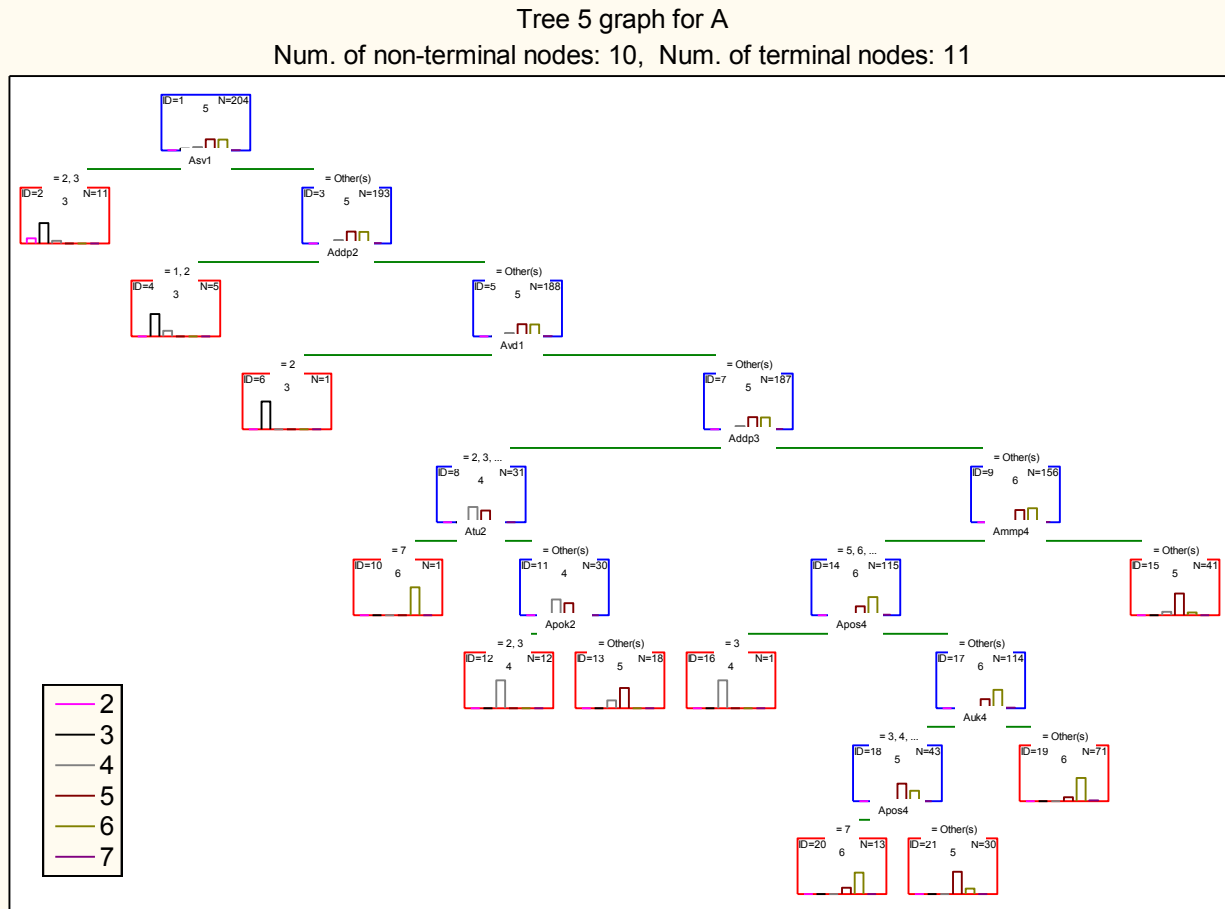 Tree 5 graph for A
Num. of non-terminal nodes: 10,  Num. of terminal nodes: 11
ID=1 N=204
5
Asv1
= 2, 3 = Other(s)
ID=2 N=11 ID=3 N=193
3 5
Addp2
= 1, 2 = Other(s)
ID=4 N=5 ID=5 N=188
3 5
Avd1
= 2 = Other(s)
ID=6 N=1 ID=7 N=187
3 5
Addp3
= 2, 3, ... = Other(s)
ID=8 N=31 ID=9 N=156
4 6
Atu2 Ammp4
= 7 = Other(s) = 5, 6, ... = Other(s)
ID=10 N=1 ID=11 N=30 ID=14 N=115 ID=15 N=41
6 4 6 5
Apok2 Apos4
= 2, 3 = Other(s) = 3 = Other(s)
ID=12 N=12 ID=13 N=18 ID=16 N=1 ID=17 N=114
4 5 4 6
Auk4
= 3, 4, ... = Other(s)
ID=18 N=43 ID=19 N=71
5 6
Apos4
= 7 = Other(s)
ID=20 N=13 ID=21 N=30
6 5
2
3
4
5
6
7